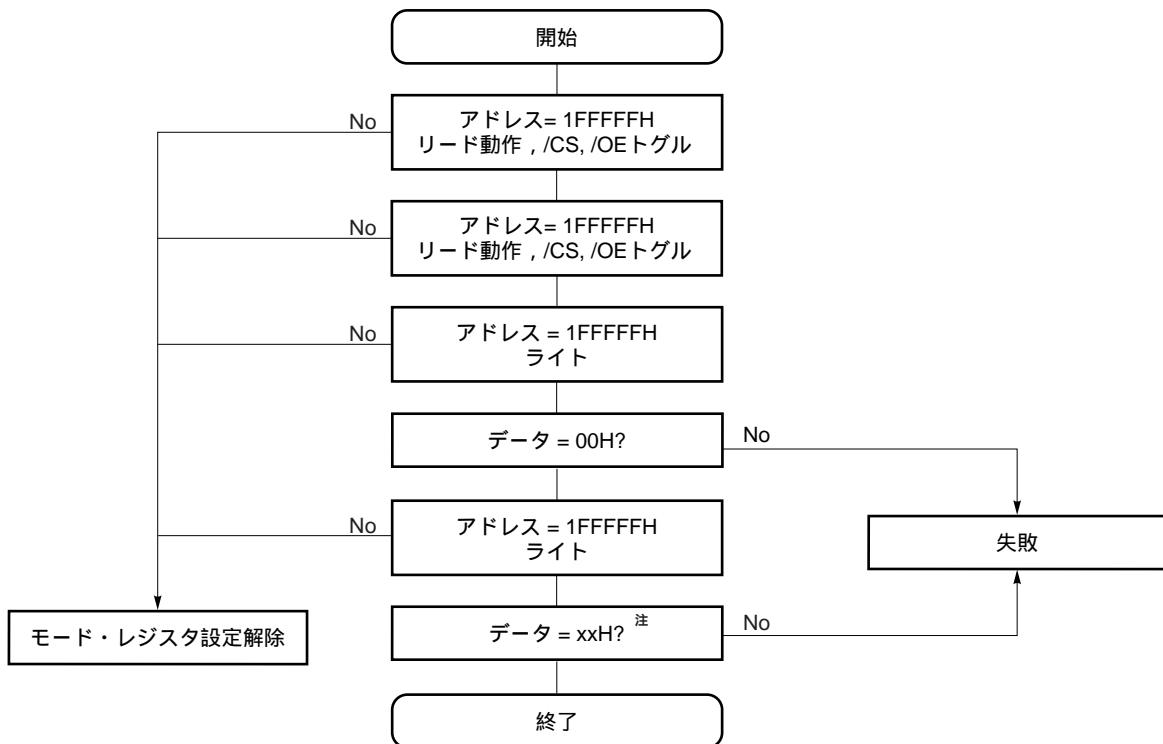 開始
No
アドレス= 1FFFFFH
リード動作 , /CS, /OEトグル
No
アドレス= 1FFFFFH
リード動作 , /CS, /OEトグル
No
アドレス = 1FFFFFH
ライト
データ = 00H?
No
No
アドレス = 1FFFFFH
ライト
失敗
モード・レジスタ設定解除
データ = xxH? 注
No
終了